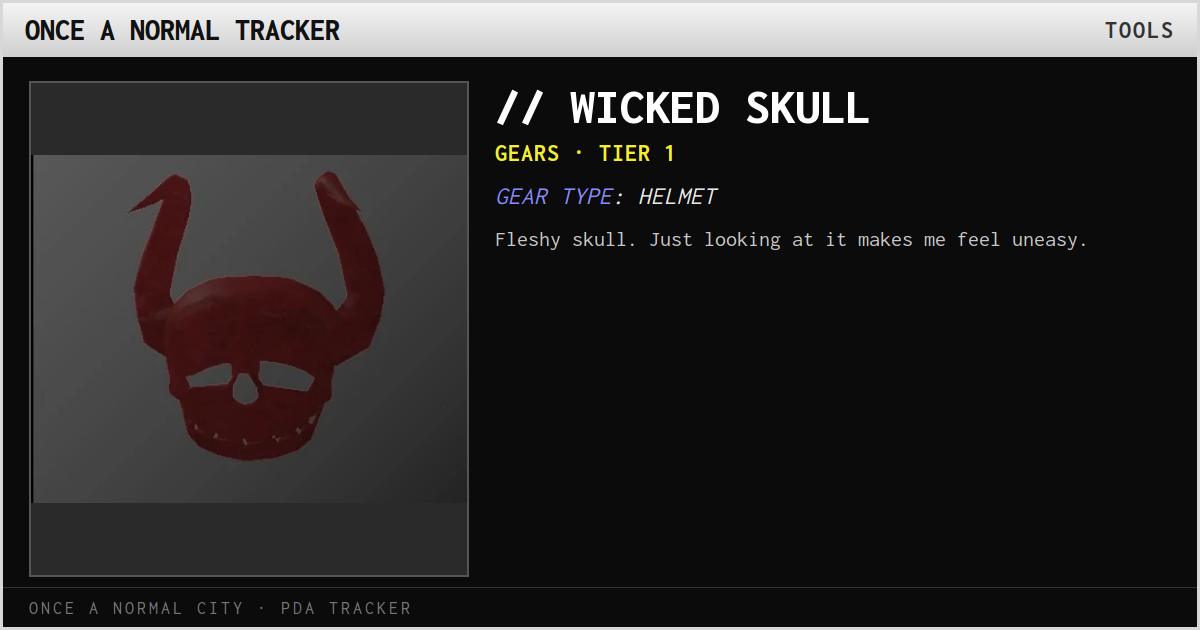 ONCE A NORMAL TRACKER
TOOLS
// WICKED SKULL
GEARS · TIER 1
GEAR TYPE: HELMET
Fleshy skull. Just looking at it makes me feel uneasy.
ONCE A NORMAL CITY · PDA TRACKER